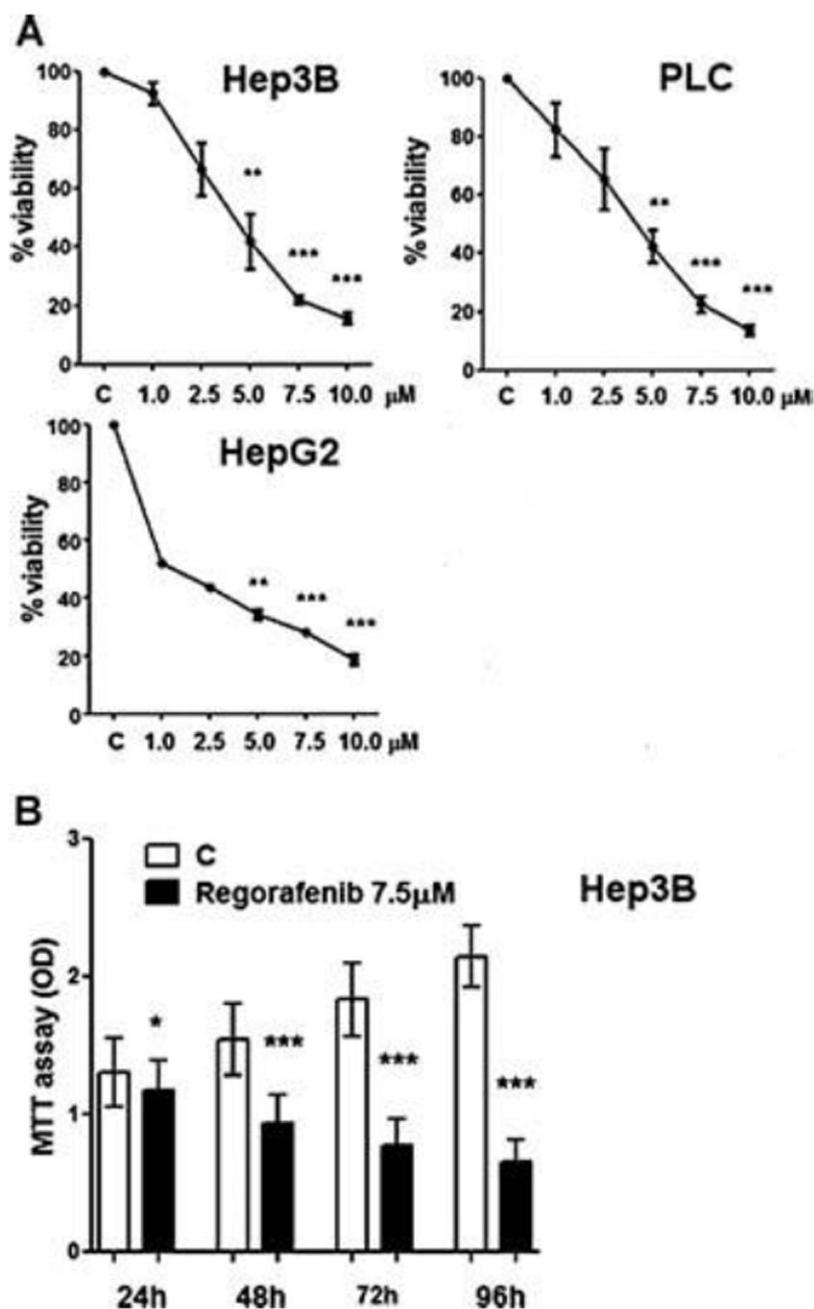 A
Hep3B
% viability
100
80
60
40
20
0
**
***
***
C 1.0 2.5 5.0 7.5 10.0 μM
PLC
% viability
100
80
60
40
20
0
**
***
***
C 1.0 2.5 5.0 7.5 10.0 μM
HepG2
% viability
100
80
60
40
20
0
**
***
***
C 1.0 2.5 5.0 7.5 10.0 μM
B
Hep3B
C
Regorafenib 7.5μM
MTT assay (OD)
3
2
1
0
*
***
***
***
24h 48h 72h 96h